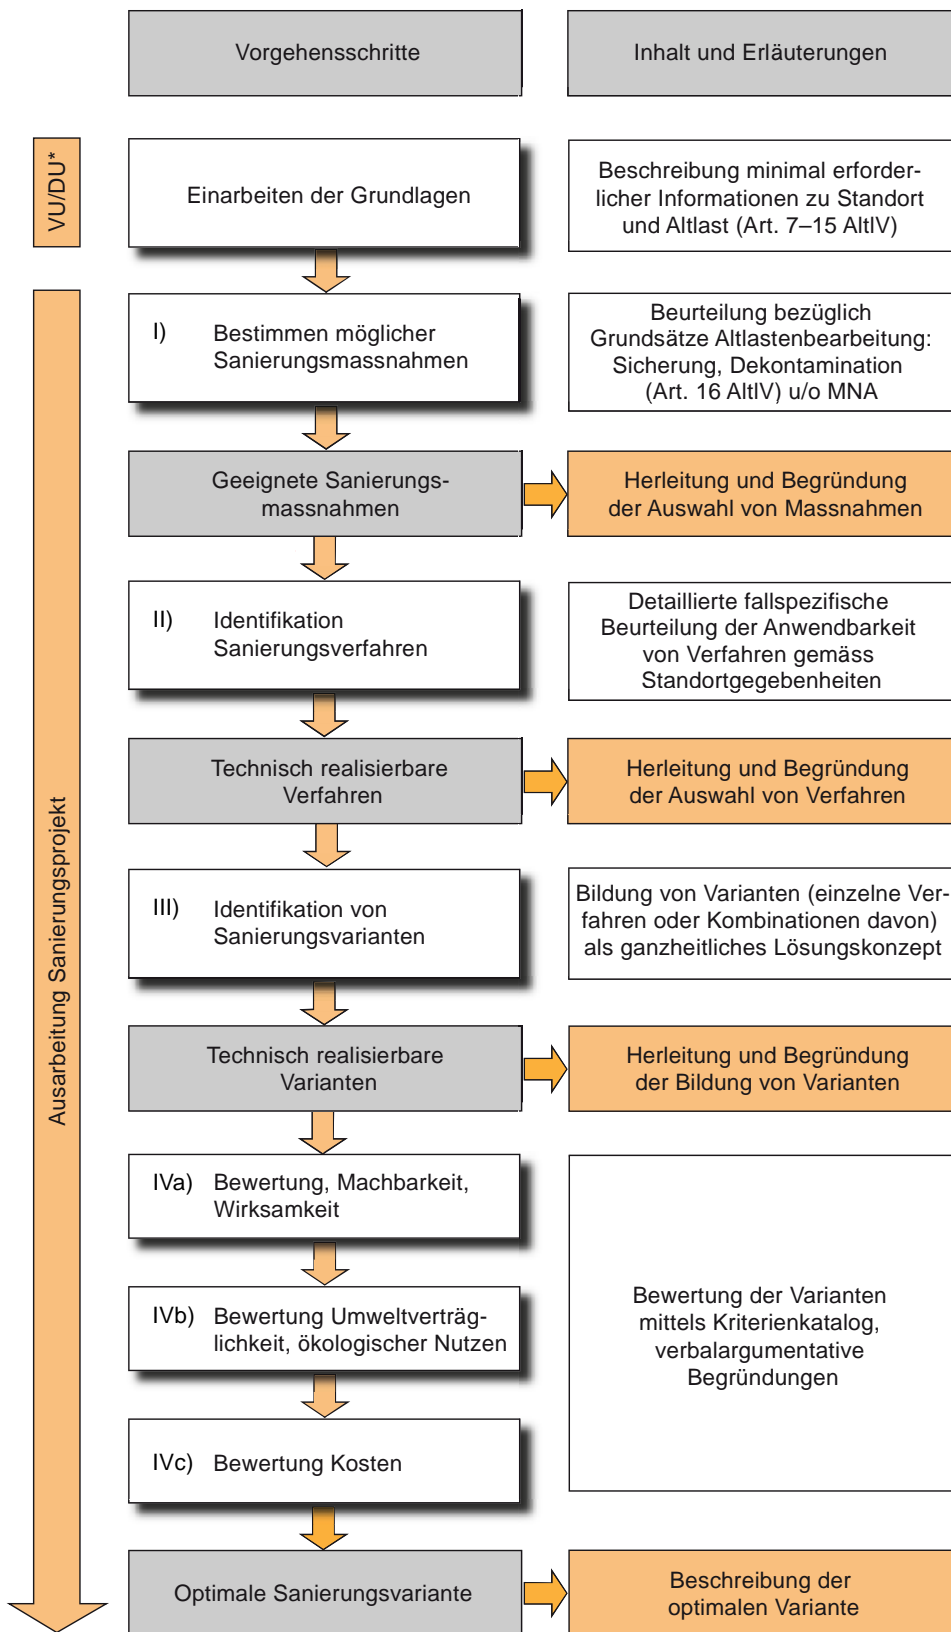 Vorgehensschritte
Inhalt und Erläuterungen
VU/DU*
Einarbeiten der Grundlagen
Beschreibung minimal erforder-
licher Informationen zu Standort
und Altlast (Art. 7–15 AltlV)
Ausarbeitung Sanierungsprojekt
I) Bestimmen möglicher
Sanierungsmassnahmen
Beurteilung bezüglich
Grundsätze Altlastenbearbeitung:
Sicherung, Dekontamination
(Art. 16 AltlV) u/o MNA
Geeignete Sanierungs-
massnahmen
Herleitung und Begründung
der Auswahl von Massnahmen
II) Identifikation
Sanierungsverfahren
Detaillierte fallspezifische
Beurteilung der Anwendbarkeit
von Verfahren gemäss
Standortgegebenheiten
Technisch realisierbare
Verfahren
Herleitung und Begründung
der Auswahl von Verfahren
III) Identifikation von
Sanierungsvarianten
Bildung von Varianten (einzelne Ver-
fahren oder Kombinationen davon)
als ganzheitliches Lösungskonzept
Technisch realisierbare
Varianten
Herleitung und Begründung
der Bildung von Varianten
IVa) Bewertung, Machbarkeit,
Wirksamkeit
IVb) Bewertung Umweltverträg-
lichkeit, ökologischer Nutzen
IVc) Bewertung Kosten
Bewertung der Varianten
mittels Kriterienkatalog,
verbalargumentative
Begründungen
Optimale Sanierungsvariante
Beschreibung der
optimalen Variante